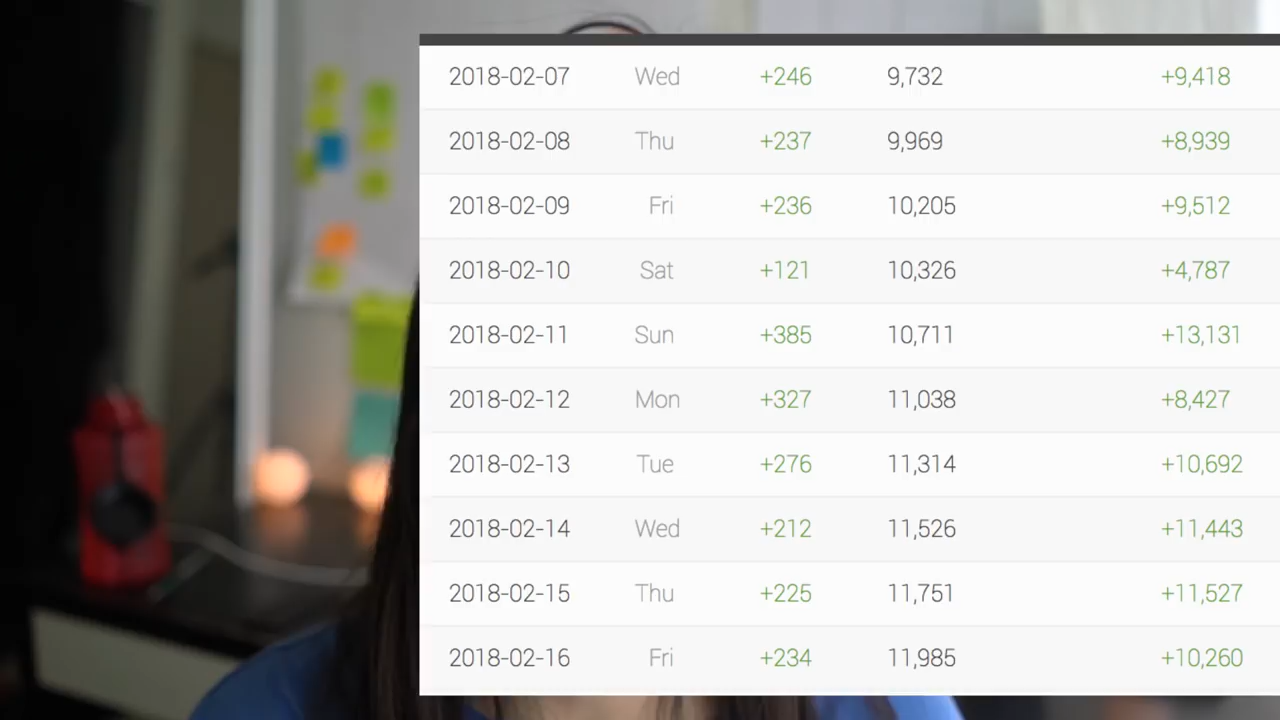 2018-02-07 Wed +246 9,732 +9,418
2018-02-08 Thu +237 9,969 +8,939
2018-02-09 Fri +236 10,205 +9,512
2018-02-10 Sat +121 10,326 +4,787
2018-02-11 Sun +385 10,711 +13,131
2018-02-12 Mon +327 11,038 +8,427
2018-02-13 Tue +276 11,314 +10,692
2018-02-14 Wed +212 11,526 +11,443
2018-02-15 Thu +225 11,751 +11,527
2018-02-16 Fri +234 11,985 +10,260